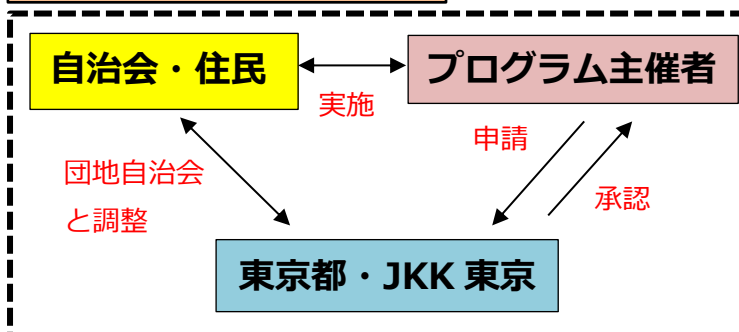 自治会・住民
プログラム主催者
実施
申請
団地自治会
と調整
承認
東京都・JKK 東京